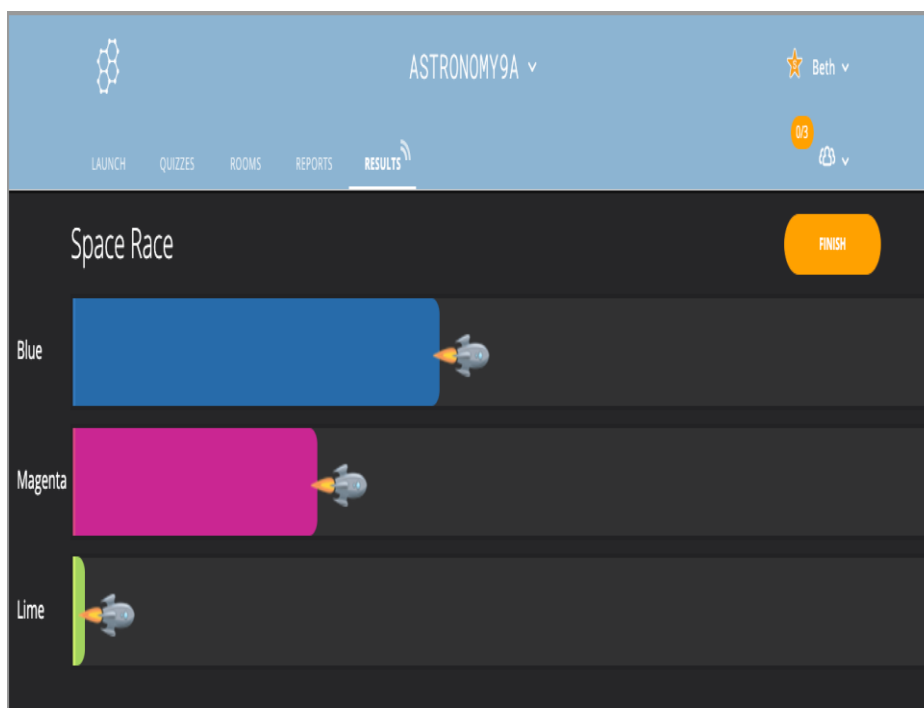 ASTRONOMY9A
Beth
0/3
LAUNCH QUIZZES ROOMS REPORTS RESULTS
Space Race
FINISH
Blue
Magenta
Lime